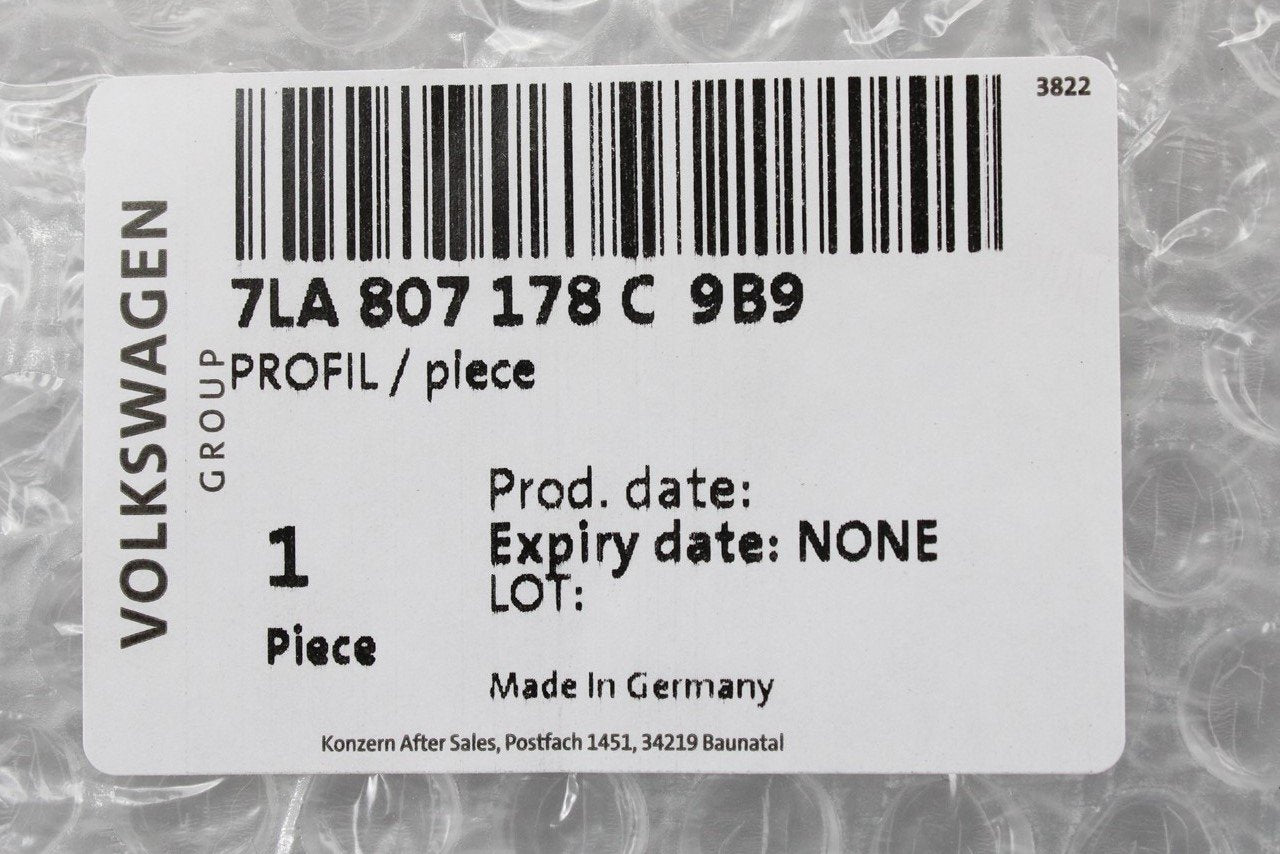 3822
7LA 807 178 C 9B9
PROFIL / piece
VOLKSWAGEN
GROUP
Prod. date:
Expiry date: NONE
LOT:
1
Piece
Made In Germany
Konzern After Sales, Postfach 1451, 34219 Baunatal